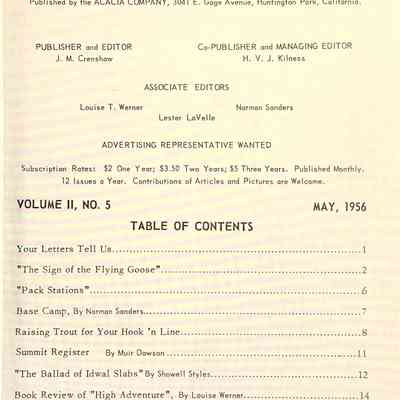 Published by the ACACIA COMPANY, 3041 E. Gage Avenue, Huntington Park, California.
PUBLISHER and EDITOR
J. M. Crenshaw
Co-PUBLISHER and MANAGING EDITOR
H. V. J. Kilness
ASSOCIATE EDITORS
Louise T. Werner Norman Sanders
Lester LaVelle
ADVERTISING REPRESENTATIVE WANTED
Subscription Rates: $2 One Year; $3.50 Two Years; $5 Three Years. Published Monthly.
12 Issues a Year. Contributions of Articles and Pictures are Welcome.
VOLUME II, NO. 5 MAY, 1956
TABLE OF CONTENTS
Your Letters Tell Us 1
"The Sign of the Flying Goose" 2
"Pack Stations" 6
Base Camp, By Norman Sanders 7
Raising Trout for Your Hook 'n Line 8
Summit Register By Muir Dawson 11
"The Ballad of Idwal Slabs" By Showell Styles 12
Book Review of "High Adventure", By Louise Werner 14